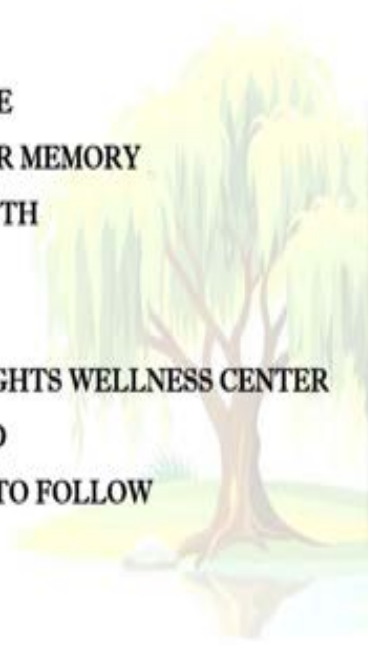 E
R MEMORY
TH
GHTS WELLNESS CENTER
O
TO FOLLOW